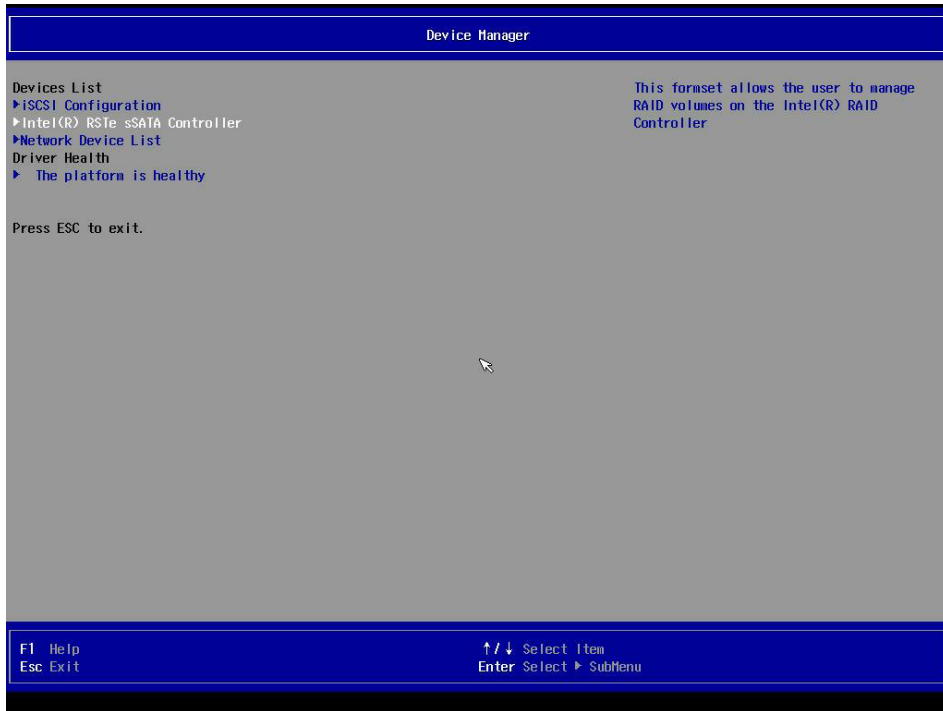 Device Manager
Devices List
▶iSCSI Configuration
▶Intel(R) RSTe sSATA Controller
▶Network Device List
Driver Health
▶ The platform is healthy
Press ESC to exit.
This formset allows the user to manage
RAID volumes on the Intel(R) RAID
Controller
F1 Help
Esc Exit
↑/↓ Select Item
Enter Select ▶ SubMenu